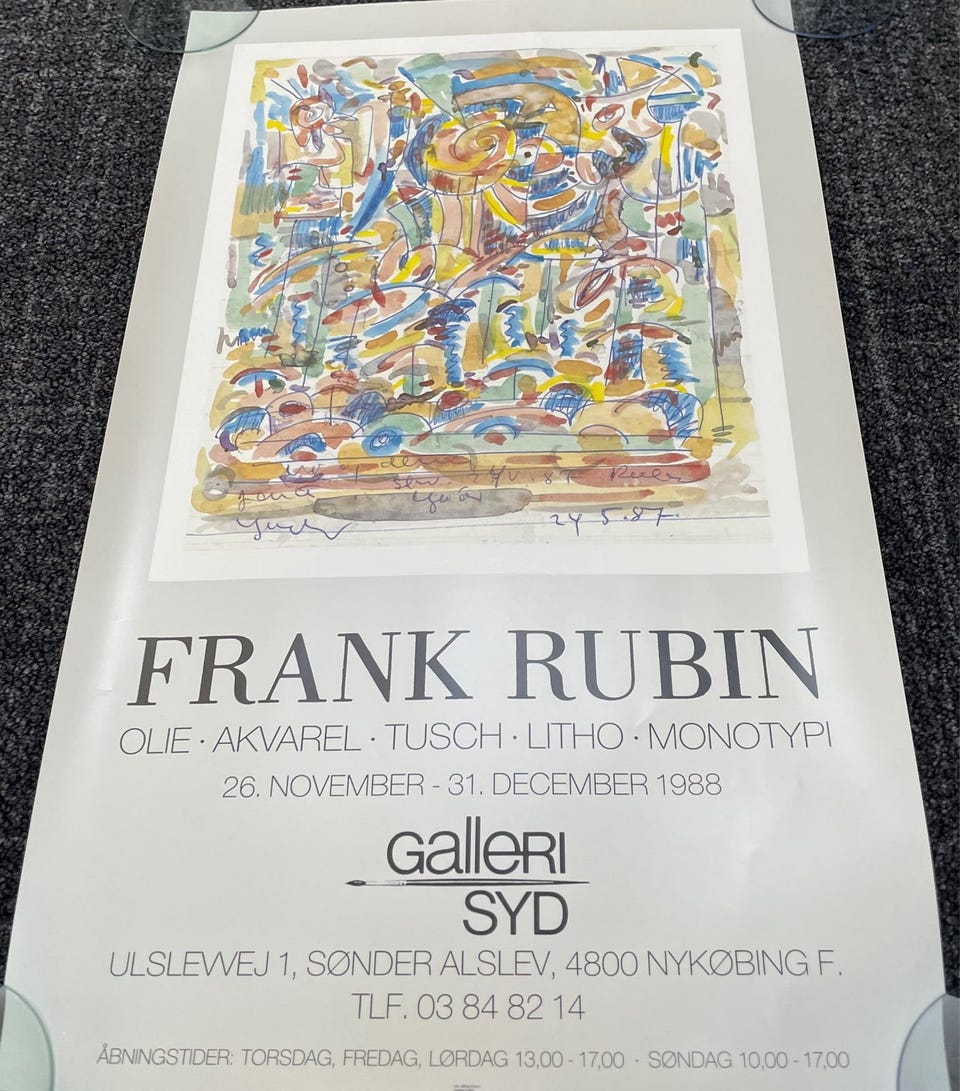 24.5.87.
FRANK RUBIN
OLIE · AKVAREL · TUSCH · LITHO · MONOTYPI
26. NOVEMBER - 31. DECEMBER 1988
GalleRI
SYD
ULSLEVVEJ 1, SØNDER ALSLEV, 4800 NYKØBING F.
TLF. 03 84 82 14
ÅBNINGSTIDER: TORSDAG, FREDAG, LØRDAG 13,00 - 17,00 · SØNDAG 10,00 - 17,00